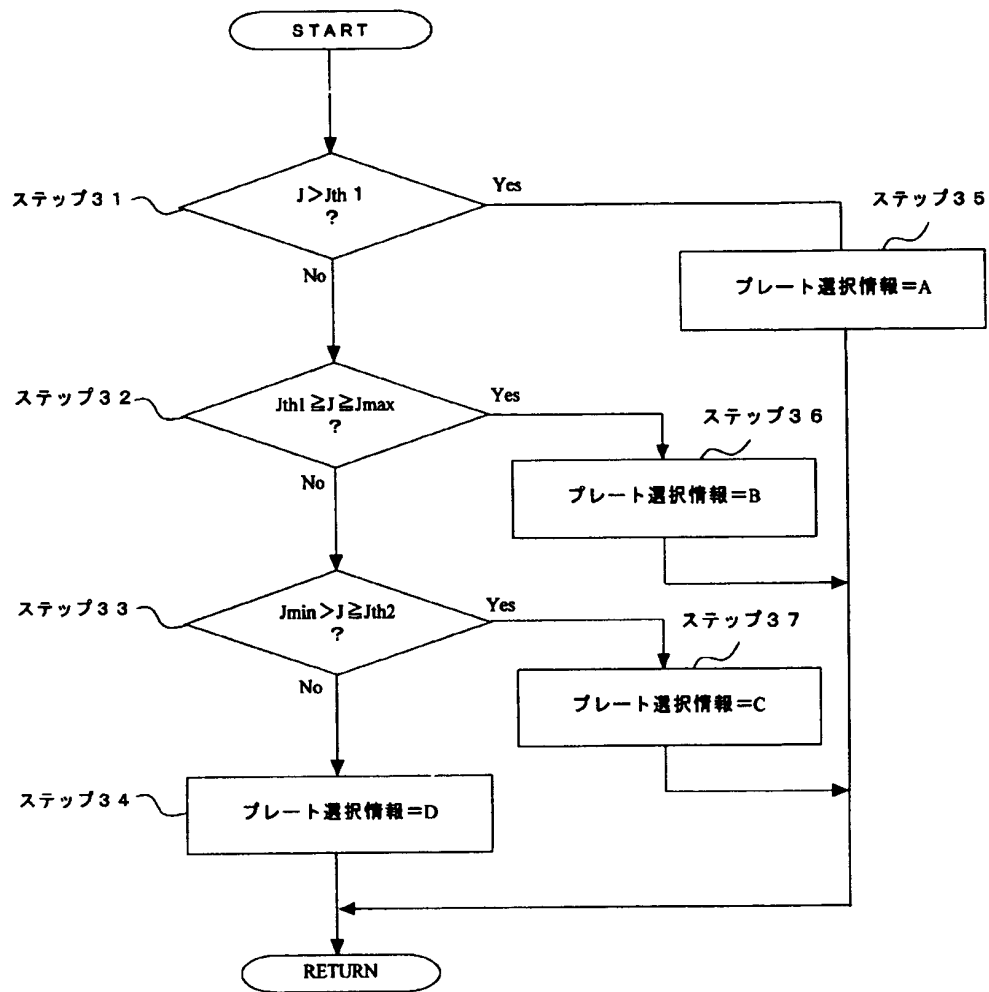 START
ステップ31
J＞Jth 1
?
Yes
No
ステップ35
プレート選択情報＝A
ステップ32
Jth1≧J≧Jmax
?
Yes
No
ステップ36
プレート選択情報＝B
ステップ33
Jmin＞J≧Jth2
?
Yes
No
ステップ37
プレート選択情報＝C
ステップ34
プレート選択情報＝D
RETURN